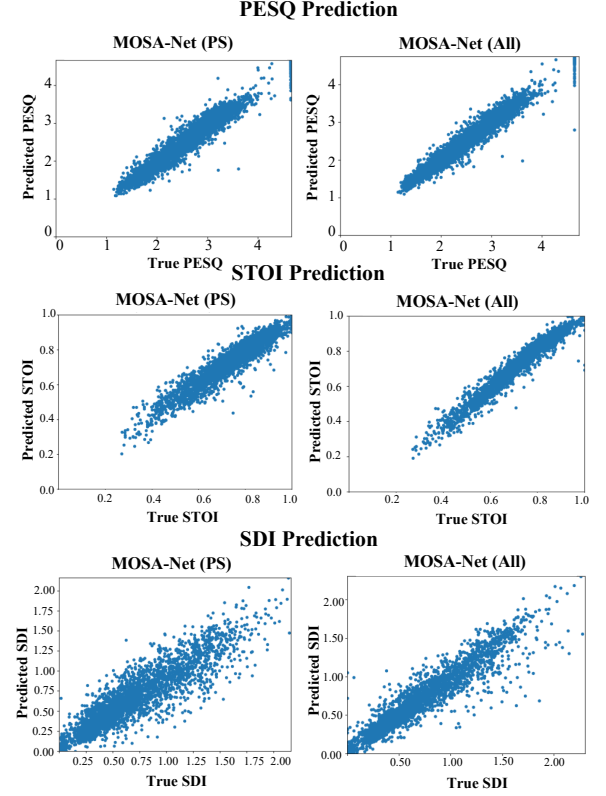 PESQ Prediction
MOSA-Net (PS)
MOSA-Net (All)
Predicted PESQ
4
3
2
1
0
0 1 2 3 4
True PESQ
Predicted PESQ
4
3
2
1
0
0 1 2 3 4
True PESQ
STOI Prediction
MOSA-Net (PS)
MOSA-Net (All)
Predicted STOI
1.0
0.8
0.6
0.4
0.2
0.0
0.2 0.4 0.6 0.8 1.0
True STOI
Predicted STOI
1.0
0.8
0.6
0.4
0.2
0.0
0.2 0.4 0.6 0.8 1.0
True STOI
SDI Prediction
MOSA-Net (PS)
MOSA-Net (All)
Predicted SDI
2.00
1.75
1.50
1.25
1.00
0.75
0.50
0.25
0.00
0.25 0.50 0.75 1.00 1.25 1.50 1.75 2.00
True SDI
Predicted SDI
2.00
1.50
1.00
0.50
0.00
0.50 1.00 1.50 2.00
True SDI